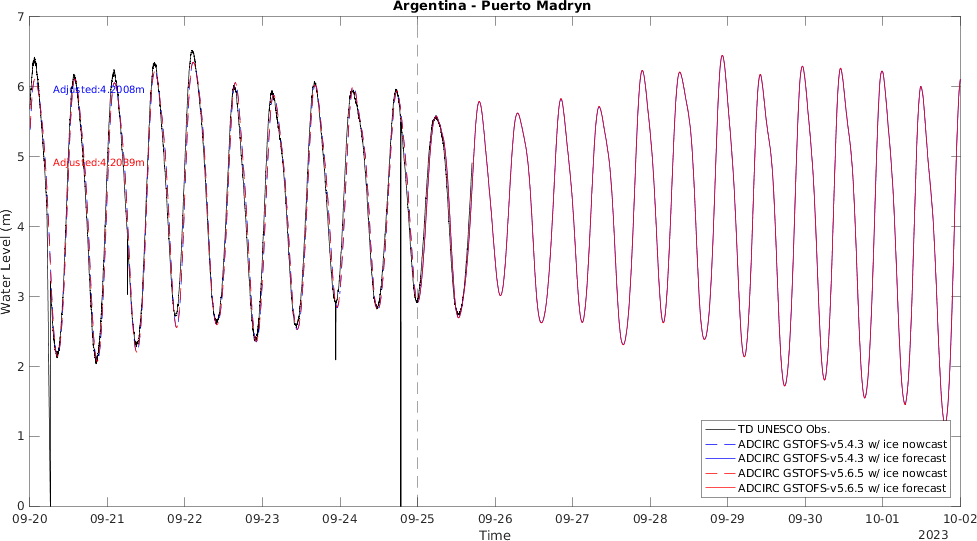 Argentina - Puerto Madryn
7
6
5
4
3
2
1
0
Water Level (m)
Adjusted:4.2008m
Adjusted:4.2039m
TD UNESCO Obs.
ADCIRC GSTOFS-v5.4.3 w/ ice nowcast
ADCIRC GSTOFS-v5.4.3 w/ ice forecast
ADCIRC GSTOFS-v5.6.5 w/ ice nowcast
ADCIRC GSTOFS-v5.6.5 w/ ice forecast
09-20 09-21 09-22 09-23 09-24 09-25 09-26 09-27 09-28 09-29 09-30 10-01 10-02
Time
2023